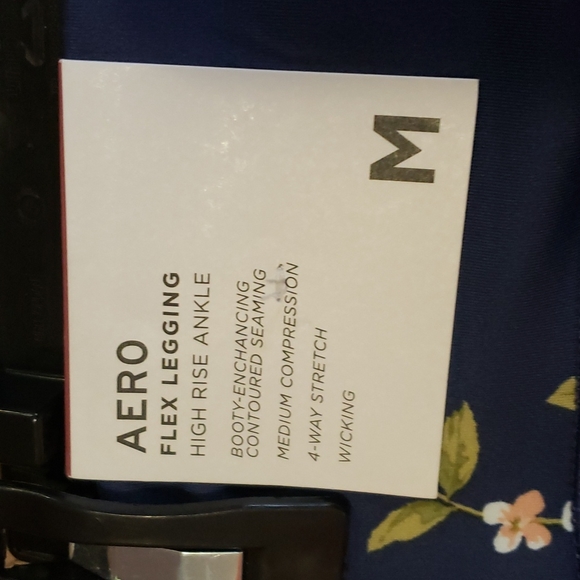 AERO
FLEX LEGGING
HIGH RISE ANKLE
BOOTY-ENCHANCING
CONTOURED SEAMING
MEDIUM COMPRESSION
4-WAY STRETCH
WICKING
M